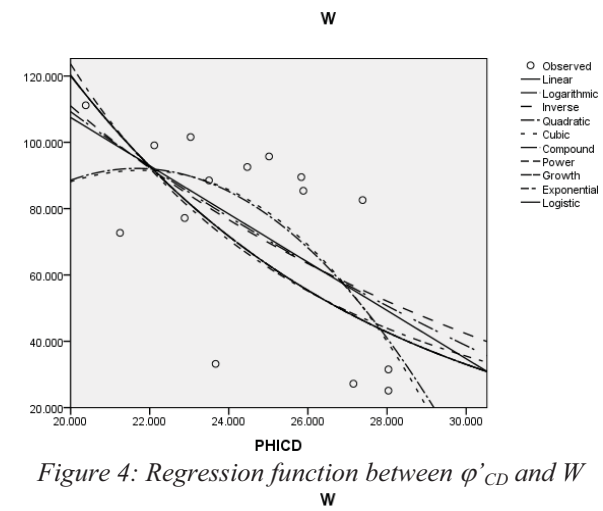 W
120.000
100.000
80.000
60.000
40.000
20.000
20.000 22.000 24.000 26.000 28.000 30.000
PHICD
Observed
Linear
Logarithmic
Inverse
Quadratic
Cubic
Compound
Power
Growth
Exponential
Logistic
Figure 4: Regression function between φ’CD and W
W